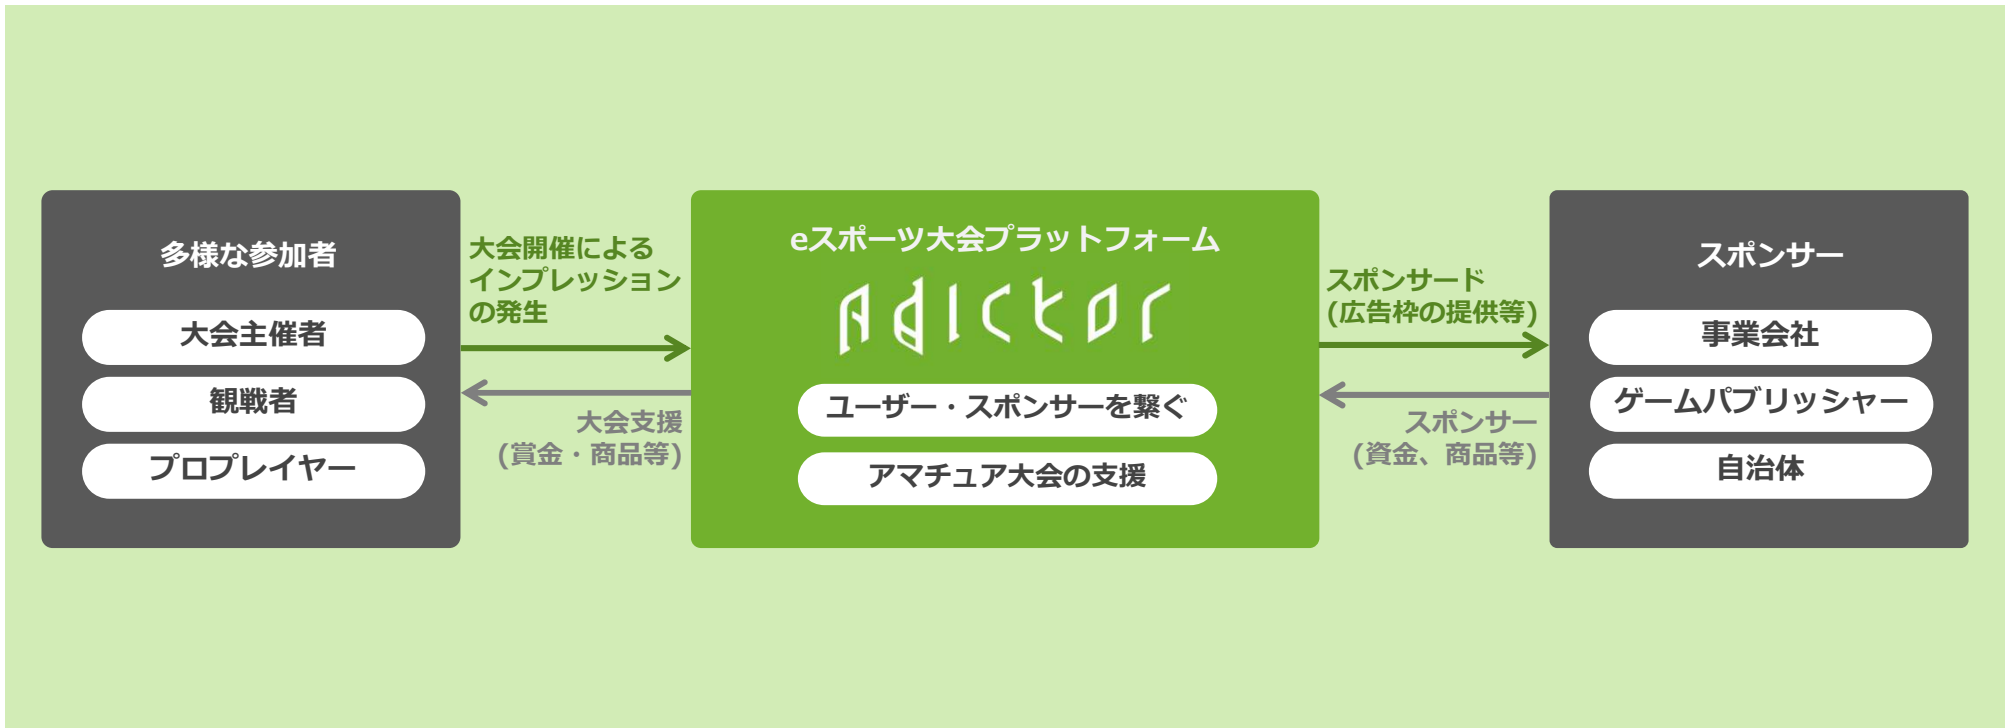 多様な参加者
大会主催者
観戦者
プロプレイヤー
大会開催による
インプレッション
の発生
大会支援
(賞金・商品等)
eスポーツ大会プラットフォーム
Adictor
ユーザー・スポンサーを繋ぐ
アマチュア大会の支援
スポンサード
(広告枠の提供等)
スポンサー
(資金、商品等)
スポンサー
事業会社
ゲームパブリッシャー
自治体